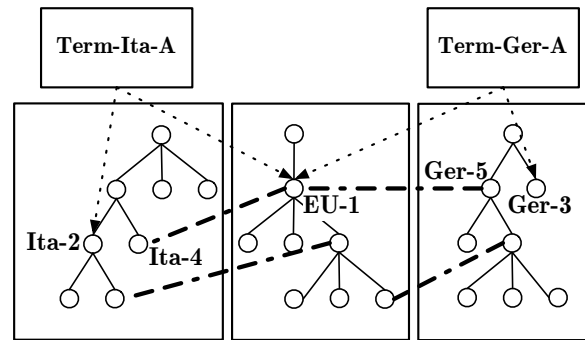 Term-Ita-A
Term-Ger-A
Ger-5
EU-1
Ger-3
Ita-2
Ita-4